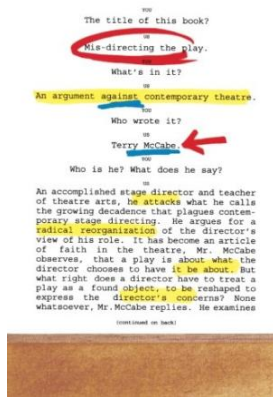 YOU
The title of this book?
US
Mis-directing the play.
YOU
What's in it?
US
An argument against contemporary theatre.
YOU
Who wrote it?
US
Terry McCabe.
YOU
Who is he? What does he say?
US
An accomplished stage director and teacher
of theatre arts, he attacks what he calls
the growing decadence that plagues contem-
porary stage directing. He argues for a
radical reorganization of the director's
view of his role. It has become an article
of faith in the theatre, Mr. McCabe
observes, that a play is about what the
director chooses to have it be about. But
what right does a director have to treat a
play as a found object, to be reshaped to
express the director's concerns? None
whatsoever, Mr. McCabe replies. He examines
(continued on back)